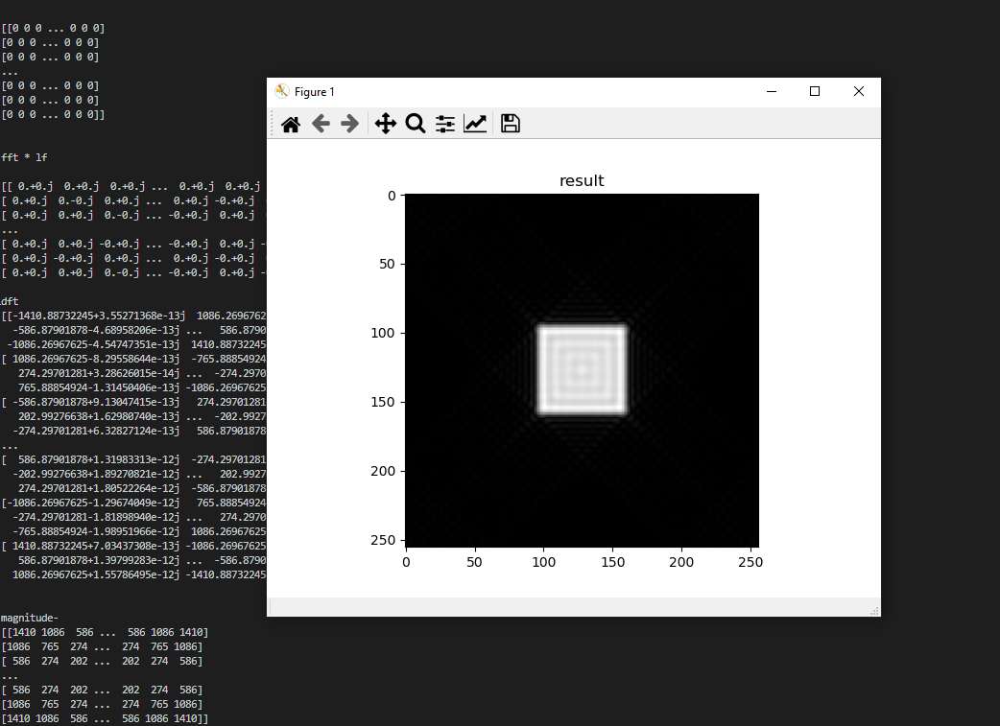 [[0 0 0 ... 0 0 0]
[0 0 0 ... 0 0 0]
[0 0 0 ... 0 0 0]
...
[0 0 0 ... 0 0 0]
[0 0 0 ... 0 0 0]
[0 0 0 ... 0 0 0]]
fft * lf
[[ 0.+0.j  0.+0.j  0.+0.j ...  0.+0.j  0.+0.j
[ 0.+0.j  0.-0.j  0.+0.j ...  0.+0.j -0.+0.j
[ 0.+0.j  0.+0.j  0.-0.j ... -0.+0.j  0.+0.j
...
[ 0.+0.j  0.+0.j -0.+0.j ... -0.+0.j  0.+0.j -
[ 0.+0.j -0.+0.j  0.+0.j ...  0.+0.j -0.+0.j
[ 0.+0.j  0.+0.j  0.-0.j ... -0.+0.j  0.+0.j -
dft
[[-1410.88732245+3.55271368e-13j  1086.26967625
-586.87901878-4.68958206e-13j ...   586.8790
-1086.26967625-4.54747351e-13j  1410.88732245
[ 1086.26967625-8.29558644e-13j  -765.88854924
274.29701281+3.28626015e-14j ...  -274.2970
765.88854924-1.31450406e-13j -1086.26967625
[ -586.87901878+9.13047415e-13j   274.29701281
202.99276638+1.62980740e-13j ...  -202.9927
-274.29701281+6.32827124e-13j   586.87901878
...
[  586.87901878+1.31983313e-12j  -274.29701281
-202.99276638+1.89270821e-12j ...   202.9927
274.29701281+1.80522264e-12j  -586.87901878
[-1086.26967625-1.29674049e-12j   765.88854924
-274.29701281-1.81898940e-12j ...   274.2970
-765.88854924-1.98951966e-12j  1086.26967625
[ 1410.88732245+7.03437308e-13j -1086.26967625
586.87901878+1.39799283e-12j ...  -586.8790
1086.26967625+1.55786495e-12j -1410.88732245
magnitude-
[[1410 1086  586 ...  586 1086 1410]
[1086  765  274 ...  274  765 1086]
[ 586  274  202 ...  202  274  586]
...
[ 586  274  202 ...  202  274  586]
[1086  765  274 ...  274  765 1086]
[1410 1086  586 ...  586 1086 1410]]
Figure 1
result
0
50
100
150
200
250
0 50 100 150 200 250